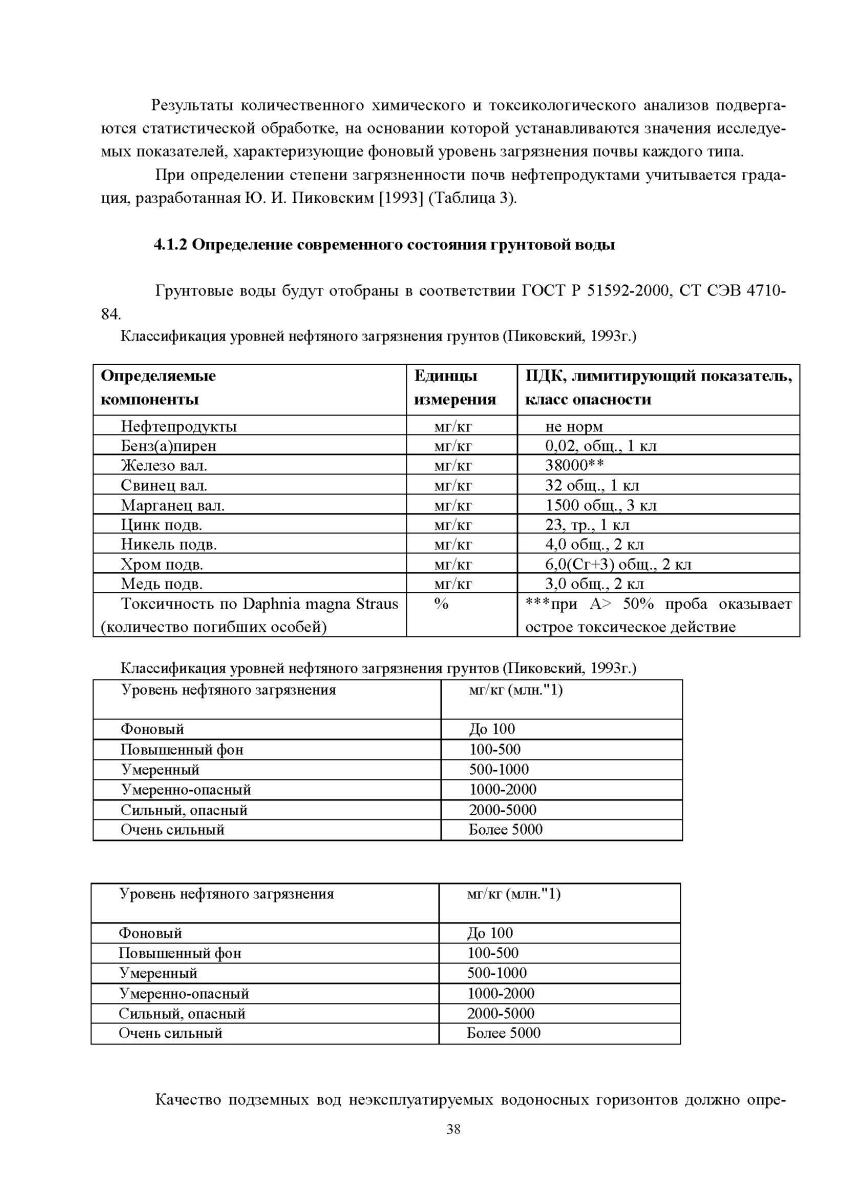 Результаты количественного химического и токсикологического анализов подверга-
ются статистической обработке, на основании которой устанавливаются значения исследуе-
мых показателей, характеризующие фоновый уровень загрязнения почвы каждого типа.
При определении степени загрязненности почв нефтепродуктами учитывается града-
ция, разработанная Ю. И. Пиковским [1993] (Таблица 3).
4.1.2 Определение современного состояния грунтовой воды
Грунтовые воды будут отобраны в соответствии ГОСТ Р 51592-2000, СТ СЭВ 4710-
84.
Классификация уровней нефтяного загрязнения грунтов (Пиковский, 1993г.)
Определяемые Единцы ПДК, лимитирующий показатель,
компоненты измерения класс опасности
Нефтепродукты мг/кг не норм
Бенз(а)пирен мг/кг 0,02, общ., 1 кл
Железо вал. мг/кг 38000**
Свинец вал. мг/кг 32 общ., 1 кл
Марганец вал. мг/кг 1500 общ., 3 кл
Цинк подв. мг/кг 23, тр., 1 кл
Никель подв. мг/кг 4,0 общ., 2 кл
Хром подв. мг/кг 6,0(Сг+3) общ., 2 кл
Медь подв. мг/кг 3,0 общ., 2 кл
Токсичность по Daphnia magna Straus % ***при А> 50% проба оказывает
(количество погибших особей) острое токсическое действие
Классификация уровней нефтяного загрязнения грунтов (Пиковский, 1993г.)
Уровень нефтяного загрязнения мг/кг (млн."1)
Фоновый До 100
Повышенный фон 100-500
Умеренный 500-1000
Умеренно-опасный 1000-2000
Сильный, опасный 2000-5000
Очень сильный Более 5000
Уровень нефтяного загрязнения мг/кг (млн."1)
Фоновый До 100
Повышенный фон 100-500
Умеренный 500-1000
Умеренно-опасный 1000-2000
Сильный, опасный 2000-5000
Очень сильный Более 5000
Качество подземных вод неэксплуатируемых водоносных горизонтов должно опре-
38